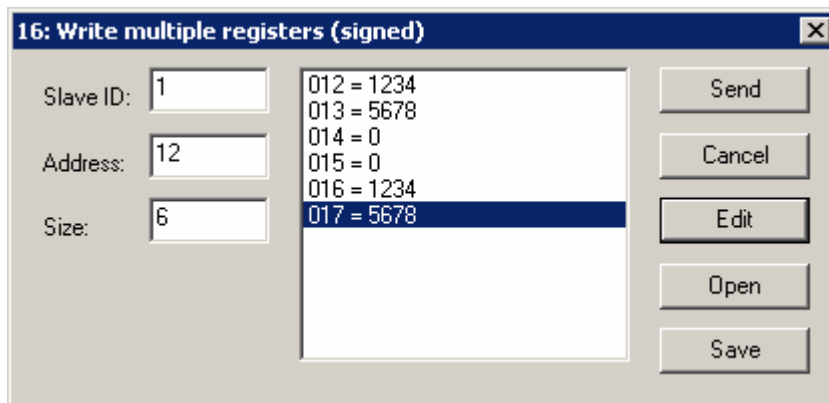 16: Write multiple registers (signed)
Slave ID: 1
Address: 12
Size: 6
012 = 1234
013 = 5678
014 = 0
015 = 0
016 = 1234
017 = 5678
Send
Cancel
Edit
Open
Save